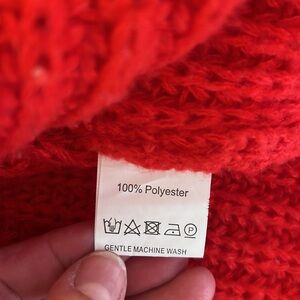 100% Polyester
P
GENTLE MACHINE WASH